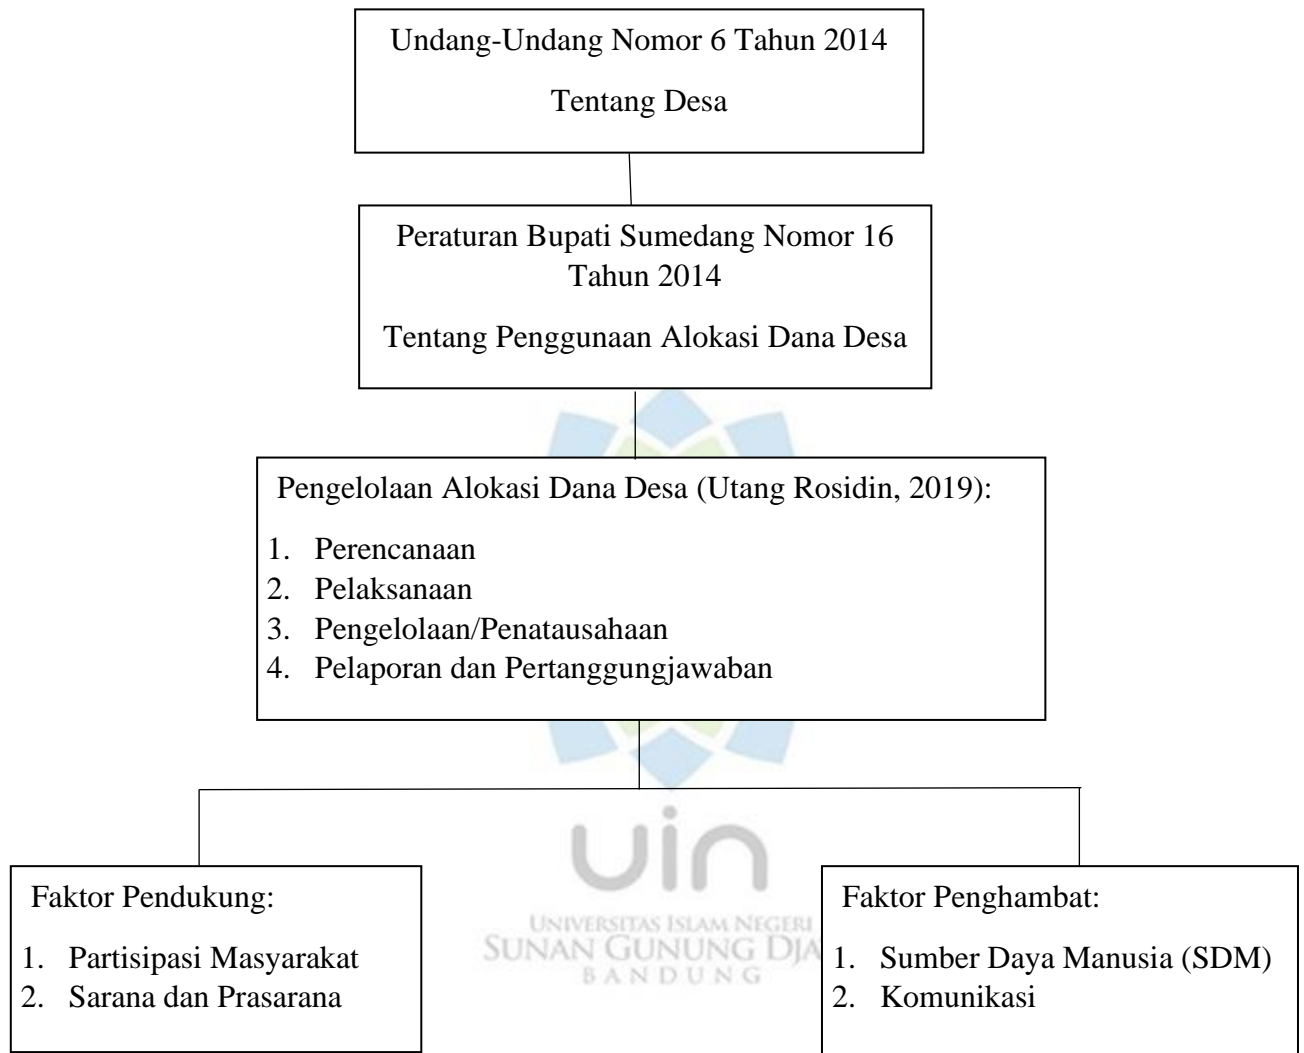 Undang-Undang Nomor 6 Tahun 2014
Tentang Desa
Peraturan Bupati Sumedang Nomor 16
Tahun 2014
Tentang Penggunaan Alokasi Dana Desa
Pengelolaan Alokasi Dana Desa (Utang Rosidin, 2019):
1. Perencanaan
2. Pelaksanaan
3. Pengelolaan/Penatausahaan
4. Pelaporan dan Pertanggungjawaban
uin
UNIVERSITAS ISLAM NEGERI
SUNAN GUNUNG DJA
BANDUNG
Faktor Pendukung:
1. Partisipasi Masyarakat
2. Sarana dan Prasarana
Faktor Penghambat:
1. Sumber Daya Manusia (SDM)
2. Komunikasi